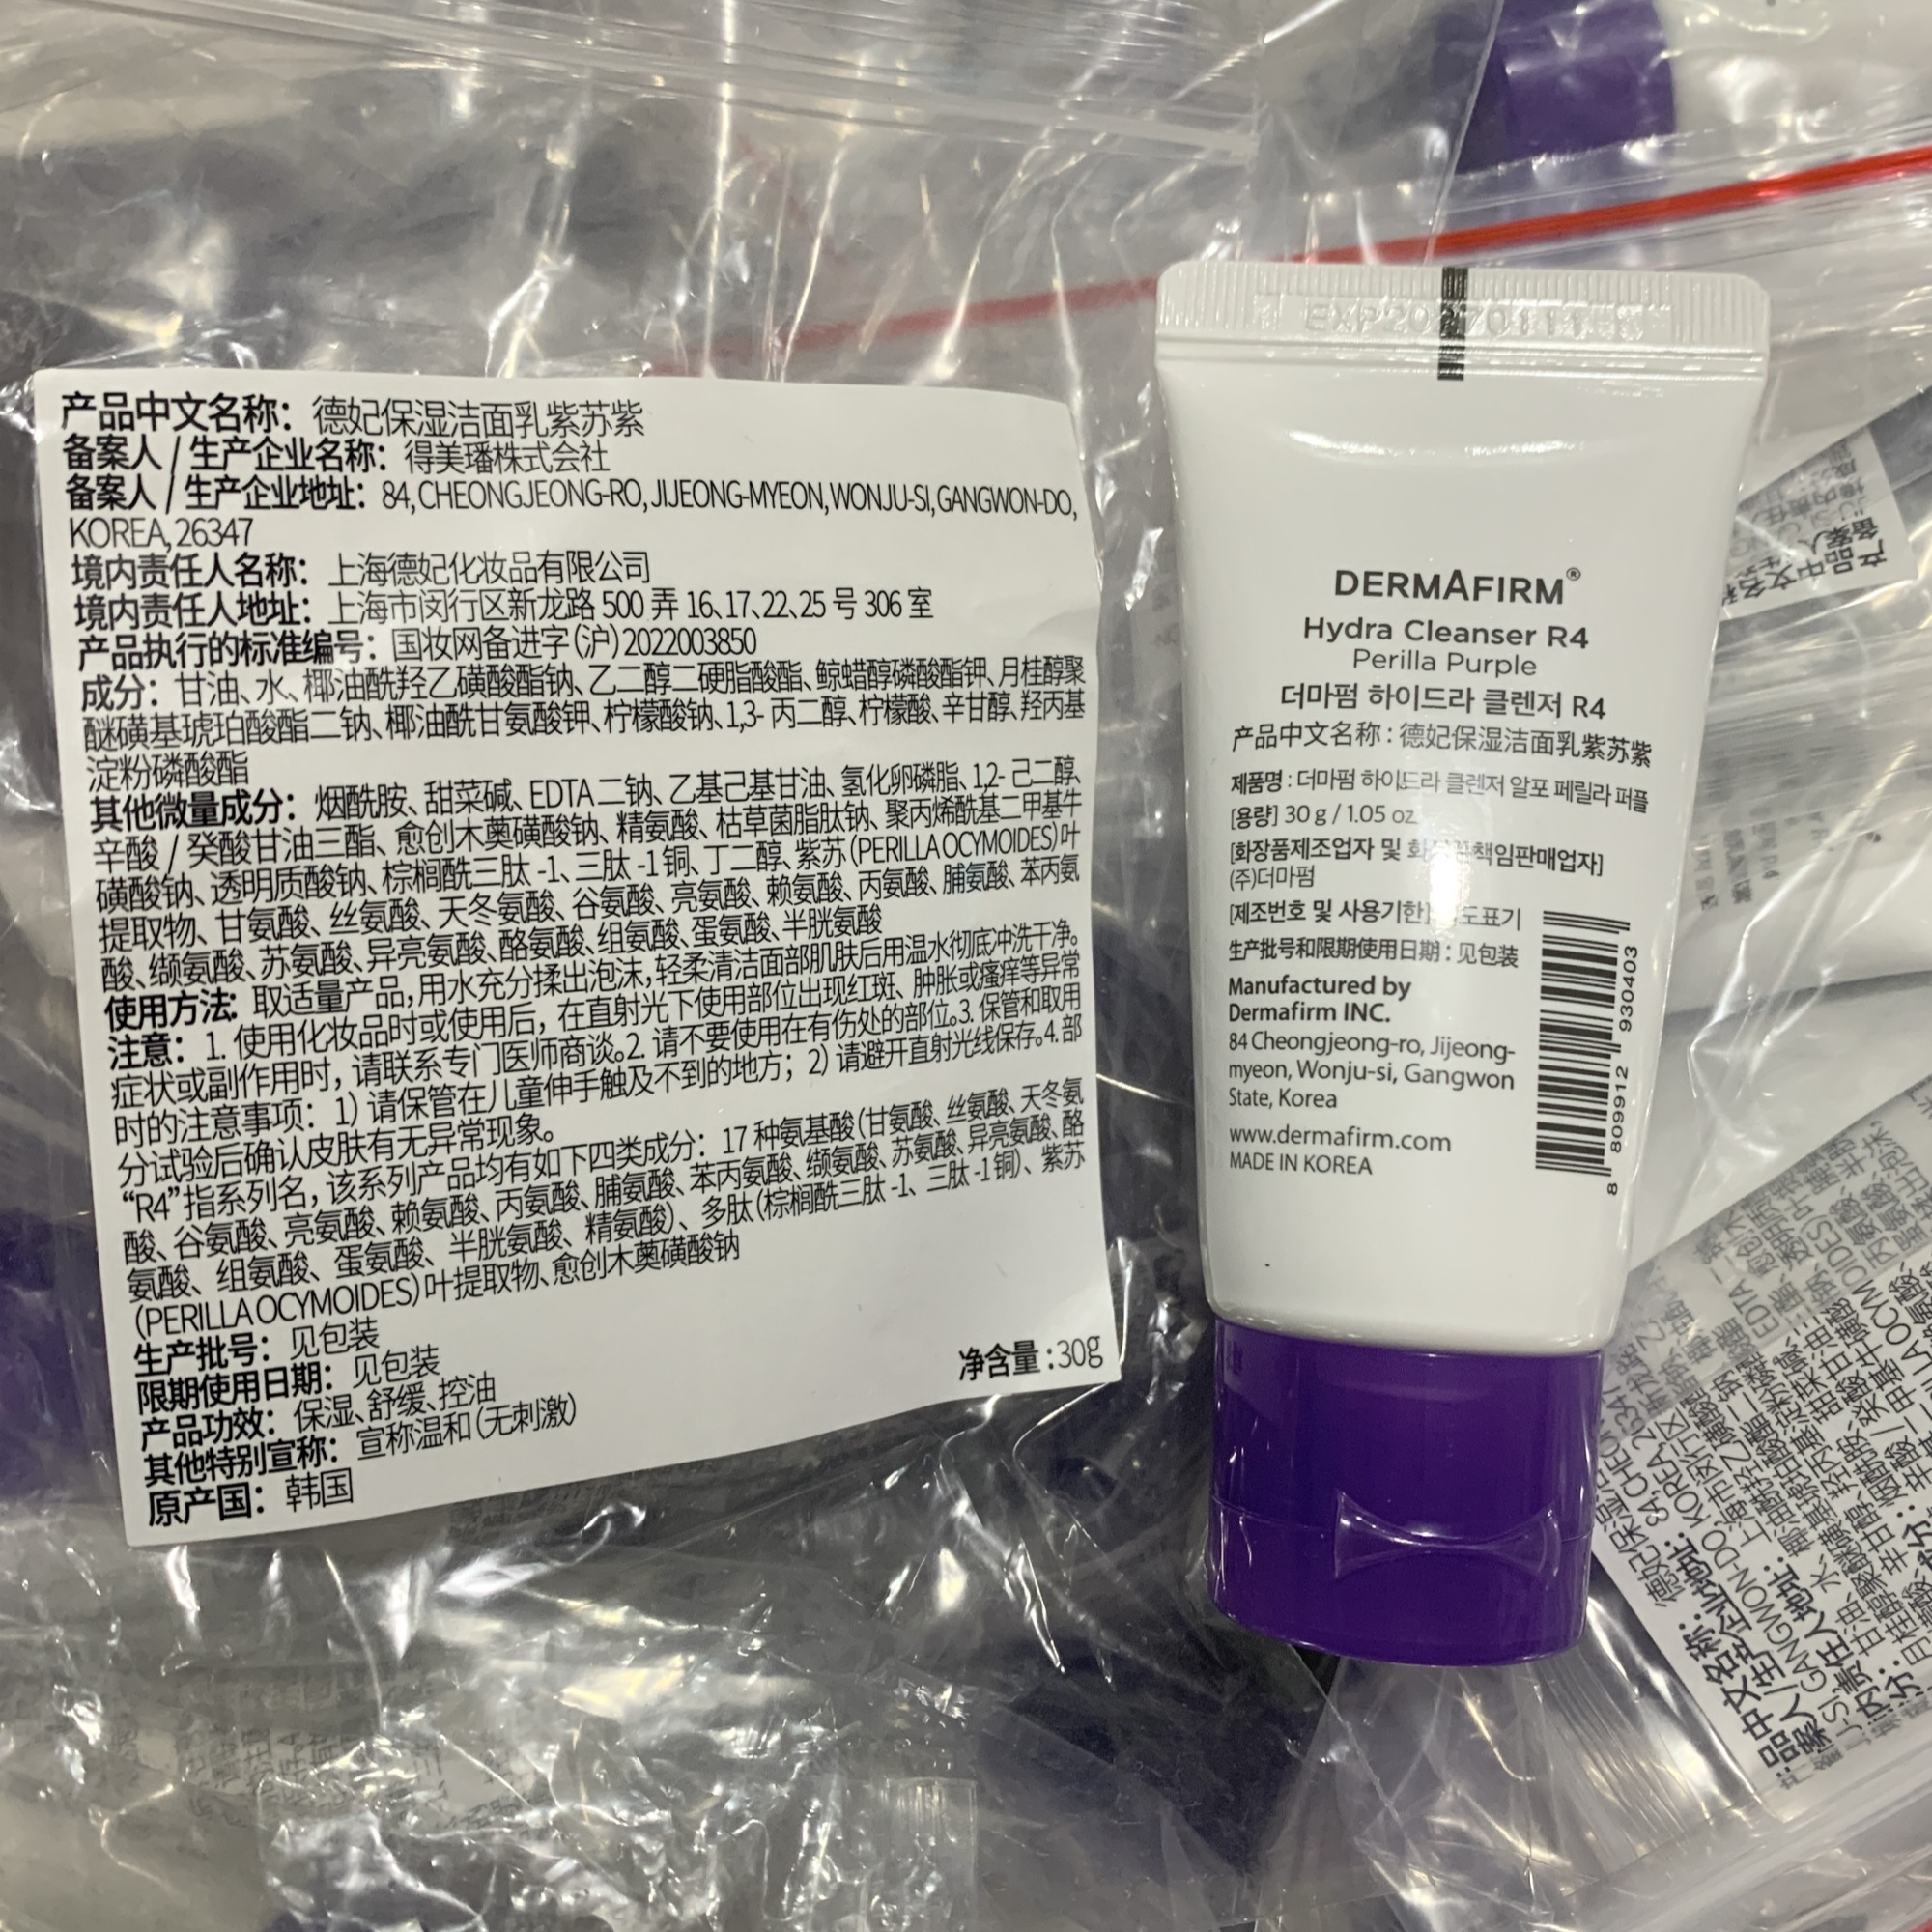 产品中文名称：德妃保湿洁面乳紫苏紫
备案人 / 生产企业名称：得美璠株式会社
备案人 / 生产企业地址：84, CHEONGJEONG-RO, JIJEONG-MYEON, WONJU-SI, GANGWON-DO,
KOREA, 26347
境内责任人名称：上海德妃化妆品有限公司
境内责任人地址：上海市闵行区新龙路 500 弄 16、17、22、25 号 306 室
产品执行的标准编号：国妆网备进字（沪）2022003850
成分：甘油、水、椰油酰羟乙磺酸酯钠、乙二醇二硬脂酸酯、鲸蜡醇磷酸酯钾、月桂醇聚
醚磺基琥珀酸酯二钠、椰油酰甘氨酸钾、柠檬酸钠、1,3- 丙二醇、柠檬酸、辛甘醇、羟丙基
淀粉磷酸酯
其他微量成分：烟酰胺、甜菜碱、EDTA 二钠、乙基己基甘油、氢化卵磷脂、1,2- 己二醇、
辛酸 / 癸酸甘油三酯、愈创木薁磺酸钠、精氨酸、枯草菌脂肽钠、聚丙烯酰基二甲基牛
磺酸钠、透明质酸钠、棕榈酰三肽 -1、三肽 -1 铜、丁二醇、紫苏（PERILLA OCYMOIDES）叶
提取物、甘氨酸、丝氨酸、天冬氨酸、谷氨酸、亮氨酸、赖氨酸、丙氨酸、脯氨酸、苯丙氨
酸、缬氨酸、苏氨酸、异亮氨酸、酪氨酸、组氨酸、蛋氨酸、半胱氨酸
使用方法：取适量产品，用水充分揉出泡沫，轻柔清洁面部肌肤后用温水彻底冲洗干净。
注意：1. 使用化妆品时或使用后，在直射光下使用部位出现红斑、肿胀或瘙痒等异常
症状或副作用时，请联系专门医师商谈。2. 请不要使用在有伤处的部位。3. 保管和取用
时的注意事项：1）请保管在儿童伸手触及不到的地方；2）请避开直射光线保存。4. 部
分试验后确认皮肤有无异常现象。
“R4”指系列名，该系列产品均有如下四类成分：17 种氨基酸（甘氨酸、丝氨酸、天冬氨
酸、谷氨酸、亮氨酸、赖氨酸、丙氨酸、脯氨酸、苯丙氨酸、缬氨酸、苏氨酸、异亮氨酸、酪
氨酸、组氨酸、蛋氨酸、半胱氨酸、精氨酸）、多肽（棕榈酰三肽 -1、三肽 -1 铜）、紫苏
（PERILLA OCYMOIDES）叶提取物、愈创木薁磺酸钠
生产批号：见包装
限期使用日期：见包装
产品功效：保湿、舒缓、控油
其他特别宣称：宣称温和（无刺激）
原产国：韩国
净含量：30g
DERMAFIRM®
Hydra Cleanser R4
Perilla Purple
더마펌 하이드라 클렌저 R4
产品中文名称：德妃保湿洁面乳紫苏紫
제품명 : 더마펌 하이드라 클렌저 알포 페릴라 퍼플
[용량] 30 g / 1.05 oz.
[화장품제조업자 및 책임판매업자]
(주)더마펌
[제조번호 및 사용기한]
生产批号和限期使用日期：见包装
Manufactured by
Dermafirm INC.
84 Cheongjeong-ro, Jijeong-
myeon, Wonju-si, Gangwon
State, Korea
www.dermafirm.com
MADE IN KOREA
8 809912 930403